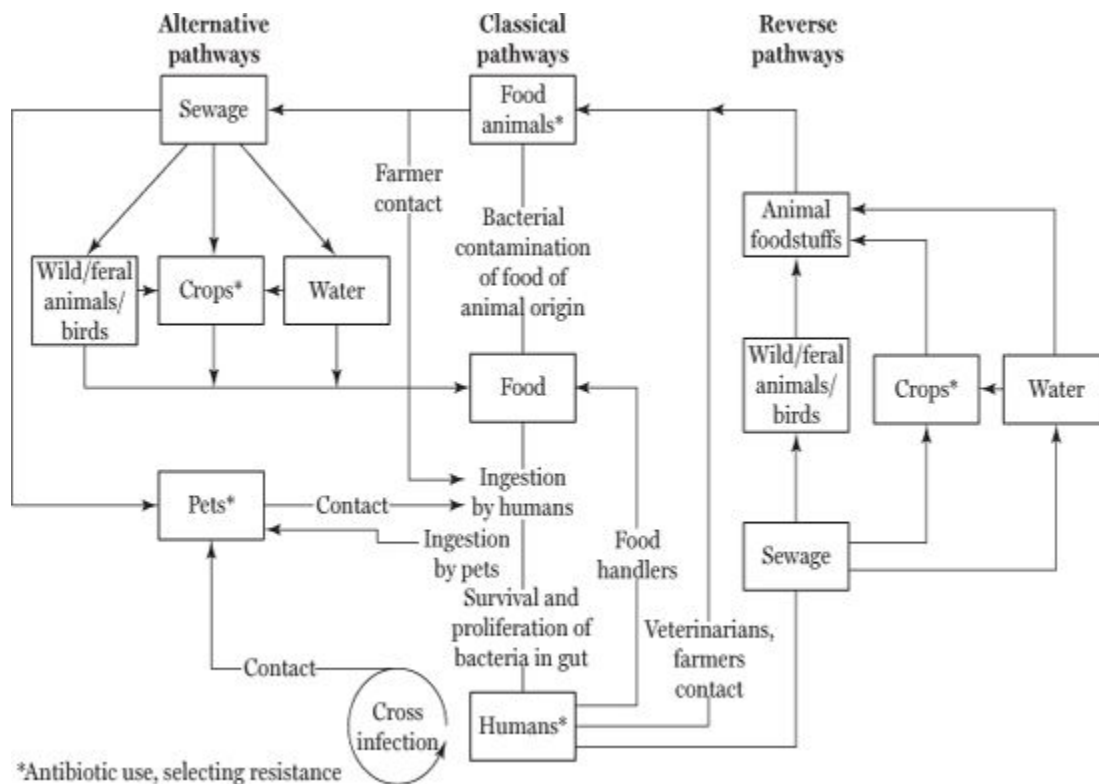 Alternative
pathways
Classical
pathways
Reverse
pathways
Sewage
Food
animals*
Farmer
contact
Bacterial
contamination
of food of
animal origin
Animal
foodstuffs
Wild/feral
animals/
birds
Crops*
Water
Food
Wild/feral
animals/
birds
Crops*
Water
Pets*
Contact
Ingestion
by humans
Ingestion
by pets
Food
handlers
Sewage
Survival and
proliferation of
bacteria in gut
Veterinarians,
farmers
contact
Contact
Cross
infection
Humans*
*Antibiotic use, selecting resistance